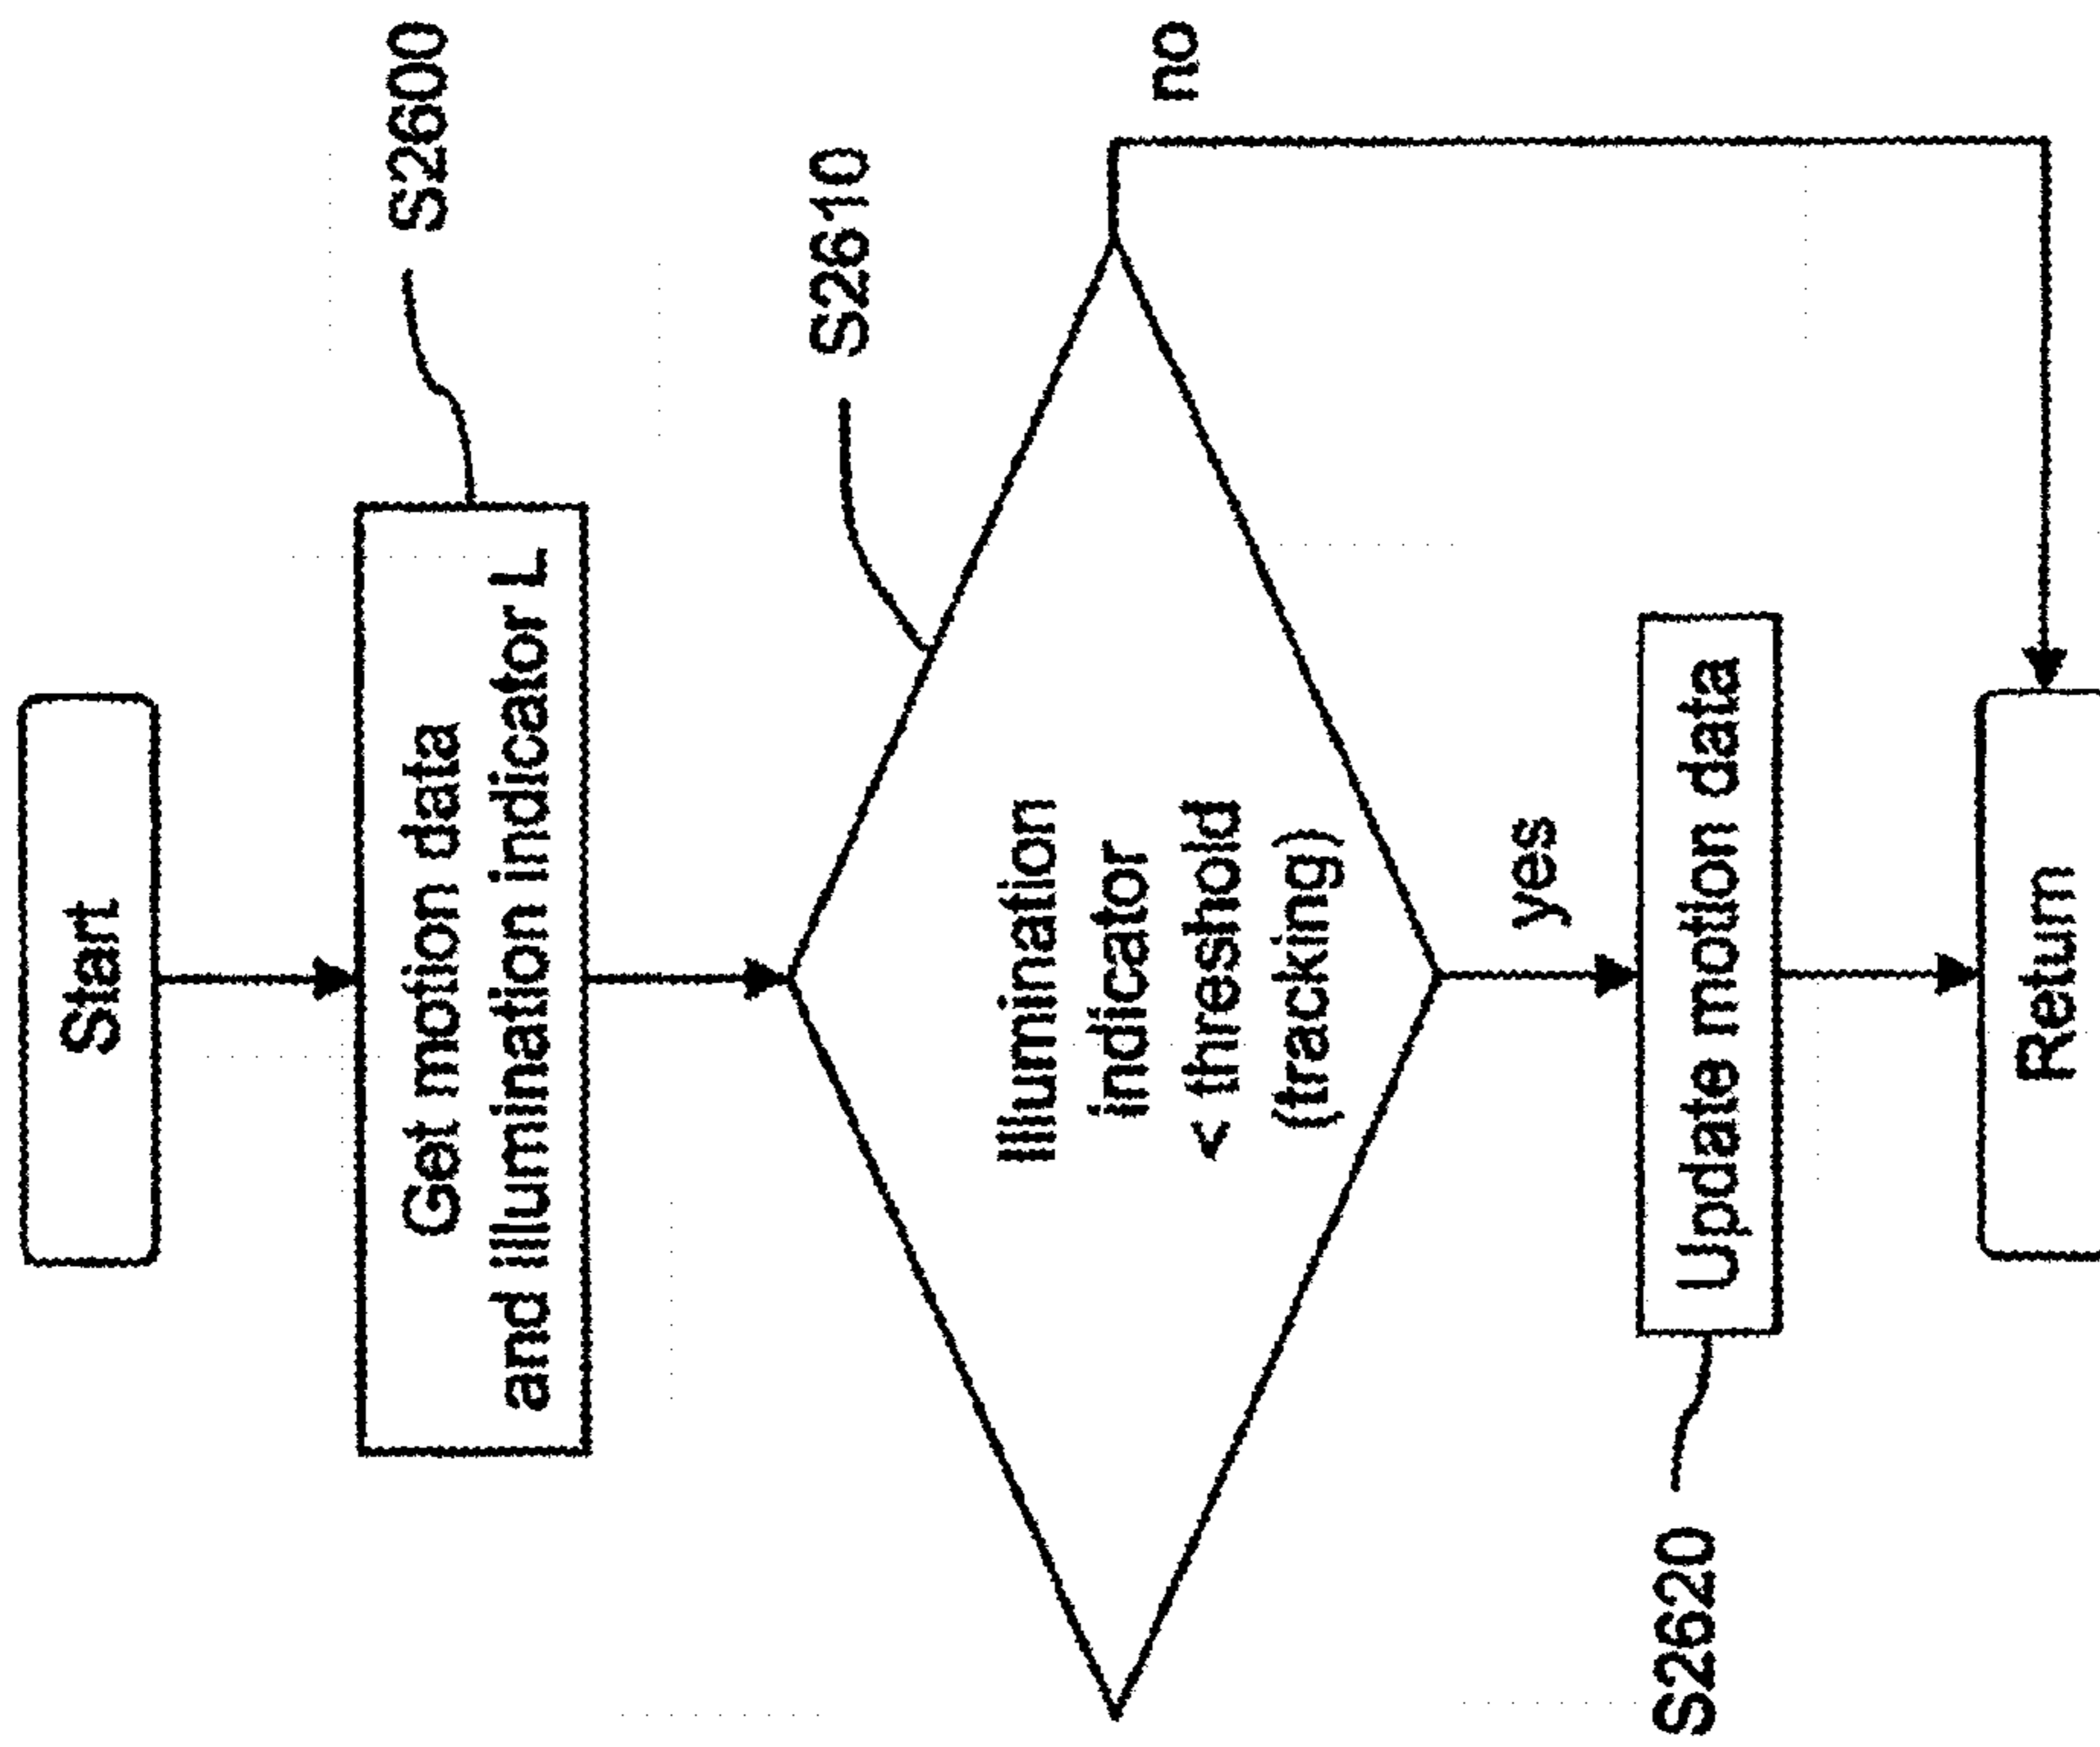 Start
S2600
Get motion data
and illumination indicator L
S2610
Illumination
indicator
< threshold
(tracking)
no
yes
S2620
Update motion data
Return